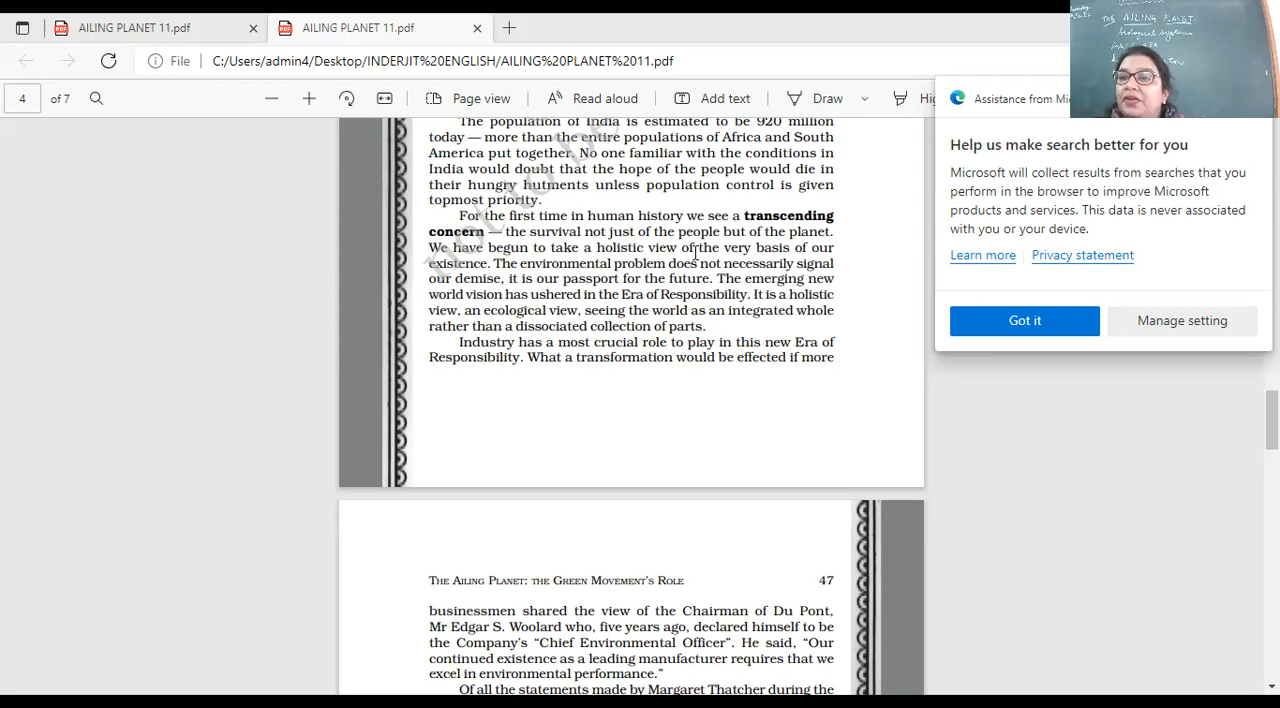 AILING PLANET 11.pdf
AILING PLANET 11.pdf
File
C:/Users/admin4/Desktop/INDERJIT%20ENGLISH/AILING%20PLANET%2011.pdf
4 of 7
Page view
Read aloud
Add text
Draw
THE AILING PLANET
biological systems
Assistance from Mi
Help us make search better for you
Microsoft will collect results from searches that you
perform in the browser to improve Microsoft
products and services. This data is never associated
with you or your device.
Learn more Privacy statement
Got it
Manage setting
The population of India is estimated to be 920 million
today — more than the entire populations of Africa and South
America put together. No one familiar with the conditions in
India would doubt that the hope of the people would die in
their hungry hutments unless population control is given
topmost priority.
For the first time in human history we see a transcending
concern — the survival not just of the people but of the planet.
We have begun to take a holistic view of the very basis of our
existence. The environmental problem does not necessarily signal
our demise, it is our passport for the future. The emerging new
world vision has ushered in the Era of Responsibility. It is a holistic
view, an ecological view, seeing the world as an integrated whole
rather than a dissociated collection of parts.
Industry has a most crucial role to play in this new Era of
Responsibility. What a transformation would be effected if more
not to be
THE AILING PLANET: THE GREEN MOVEMENT'S ROLE 47
businessmen shared the view of the Chairman of Du Pont,
Mr Edgar S. Woolard who, five years ago, declared himself to be
the Company's “Chief Environmental Officer”. He said, “Our
continued existence as a leading manufacturer requires that we
excel in environmental performance.”
Of all the statements made by Margaret Thatcher during the